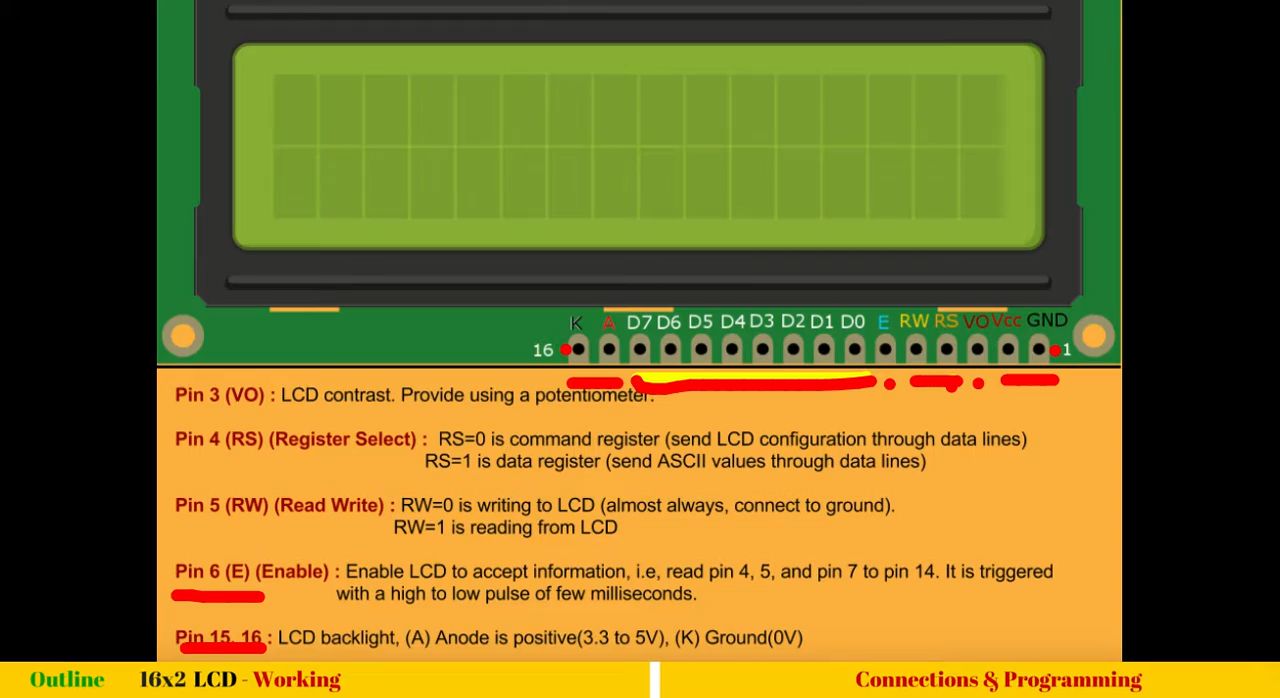 K A D7 D6 D5 D4 D3 D2 D1 D0 E RW RS VO Vcc GND
16 1
Pin 3 (VO) : LCD contrast. Provide using a potentiometer.
Pin 4 (RS) (Register Select) : RS=0 is command register (send LCD configuration through data lines)
RS=1 is data register (send ASCII values through data lines)
Pin 5 (RW) (Read Write) : RW=0 is writing to LCD (almost always, connect to ground).
RW=1 is reading from LCD
Pin 6 (E) (Enable) : Enable LCD to accept information, i.e, read pin 4, 5, and pin 7 to pin 14. It is triggered
with a high to low pulse of few milliseconds.
Pin 15, 16 : LCD backlight, (A) Anode is positive(3.3 to 5V), (K) Ground(0V)
Outline 16x2 LCD - Working Connections & Programming